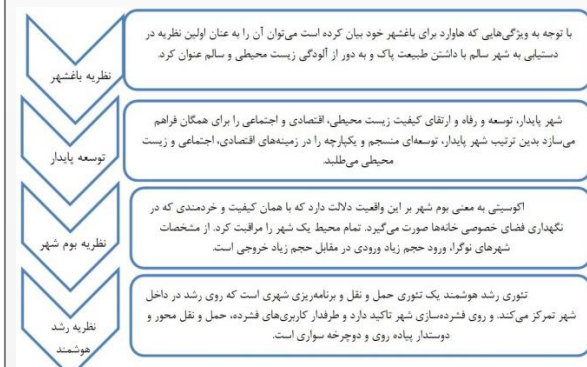 با توجه به ویژگی‌هایی که هاوارد برای باغشهر خود بیان کرده است می‌توان آن را به عنان اولین نظریه در
دستیابی به شهر سالم با داشتن طبیعت پاک و به دور از آلودگی زیست محیطی و سالم عنوان کرد.
نظریه باغشهر
شهر پایدار، توسعه و رفاه و ارتقای کیفیت زیست محیطی، اقتصادی و اجتماعی را برای همگان فراهم
می‌سازد بدین ترتیب شهر پایدار، توسعه‌ای منسجم و یکپارچه را در زمینه‌های اقتصادی، اجتماعی و زیست
محیطی می‌طلبد.
توسعه پایدار
اکوسیتی به معنی بوم شهر بر این واقعیت دلالت دارد که با همان کیفیت و خردمندی که در
نگهداری فضای خصوصی خانه‌ها صورت می‌گیرد. تمام محیط یک شهر را مراقبت کرد. از مشخصات
شهرهای نوگرا، ورود حجم زیاد ورودی در مقابل حجم زیاد خروجی است.
نظریه بوم شهر
تئوری رشد هوشمند یک تئوری حمل و نقل و برنامه‌ریزی شهری است که روی رشد در داخل
شهر تمرکز می‌کند. و روی فشرده‌سازی شهر تاکید دارد و طرفدار کاربری‌های فشرده، حمل و نقل محور و
دوستدار پیاده روی و دوچرخه سواری است.
نظریه رشد
هوشمند